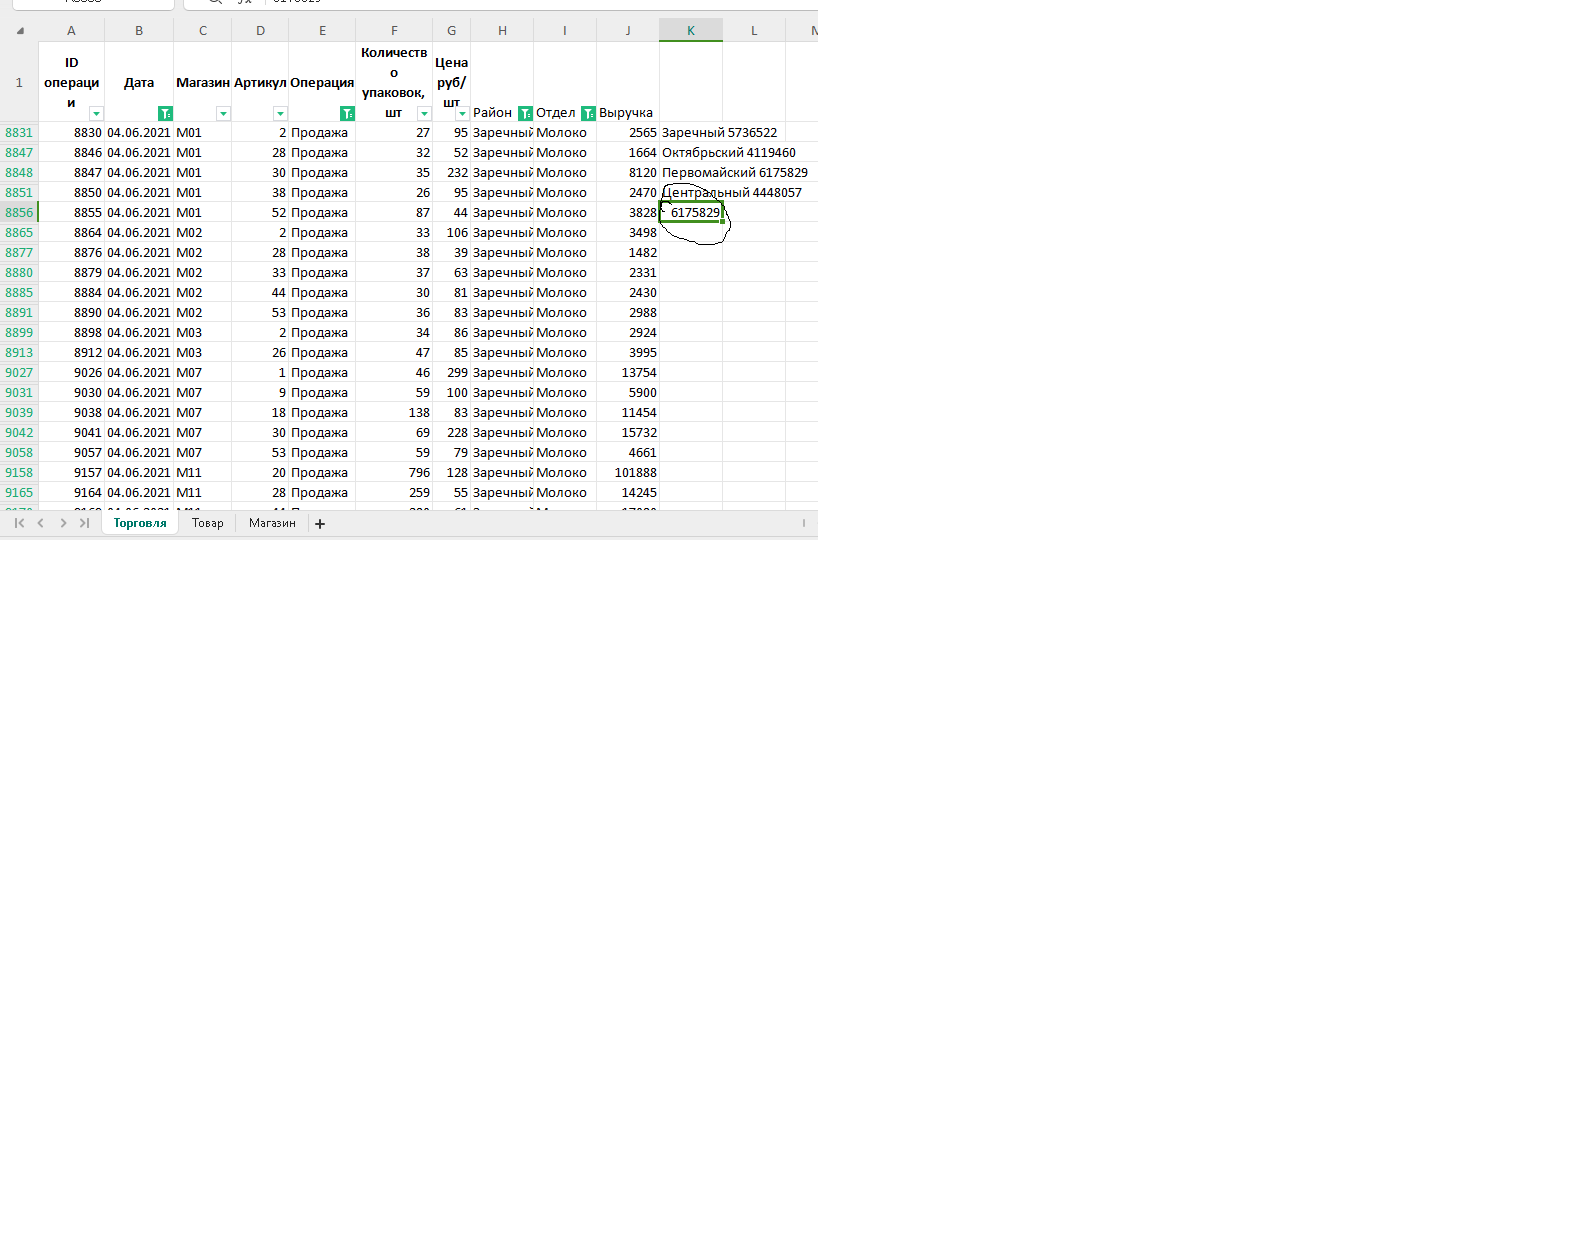 A B C D E F G H I J K L
1 ID операции Дата Магазин Артикул Операция Количество упаковок, шт Цена руб/шт Район Отдел Выручка
8831 8830 04.06.2021 M01 2 Продажа 27 95 Заречный Молоко 2565 Заречный 5736522
8847 8846 04.06.2021 M01 28 Продажа 32 52 Заречный Молоко 1664 Октябрьский 4119460
8848 8847 04.06.2021 M01 30 Продажа 35 232 Заречный Молоко 8120 Первомайский 6175829
8851 8850 04.06.2021 M01 38 Продажа 26 95 Заречный Молоко 2470 Центральный 4448057
8856 8855 04.06.2021 M01 52 Продажа 87 44 Заречный Молоко 3828 6175829
8865 8864 04.06.2021 M02 2 Продажа 33 106 Заречный Молоко 3498
8877 8876 04.06.2021 M02 28 Продажа 38 39 Заречный Молоко 1482
8880 8879 04.06.2021 M02 33 Продажа 37 63 Заречный Молоко 2331
8885 8884 04.06.2021 M02 44 Продажа 30 81 Заречный Молоко 2430
8891 8890 04.06.2021 M02 53 Продажа 36 83 Заречный Молоко 2988
8899 8898 04.06.2021 M03 2 Продажа 34 86 Заречный Молоко 2924
8913 8912 04.06.2021 M03 26 Продажа 47 85 Заречный Молоко 3995
9027 9026 04.06.2021 M07 1 Продажа 46 299 Заречный Молоко 13754
9031 9030 04.06.2021 M07 9 Продажа 59 100 Заречный Молоко 5900
9039 9038 04.06.2021 M07 18 Продажа 138 83 Заречный Молоко 11454
9042 9041 04.06.2021 M07 30 Продажа 69 228 Заречный Молоко 15732
9058 9057 04.06.2021 M07 53 Продажа 59 79 Заречный Молоко 4661
9158 9157 04.06.2021 M11 20 Продажа 796 128 Заречный Молоко 101888
9165 9164 04.06.2021 M11 28 Продажа 259 55 Заречный Молоко 14245
Торговля Товар Магазин +